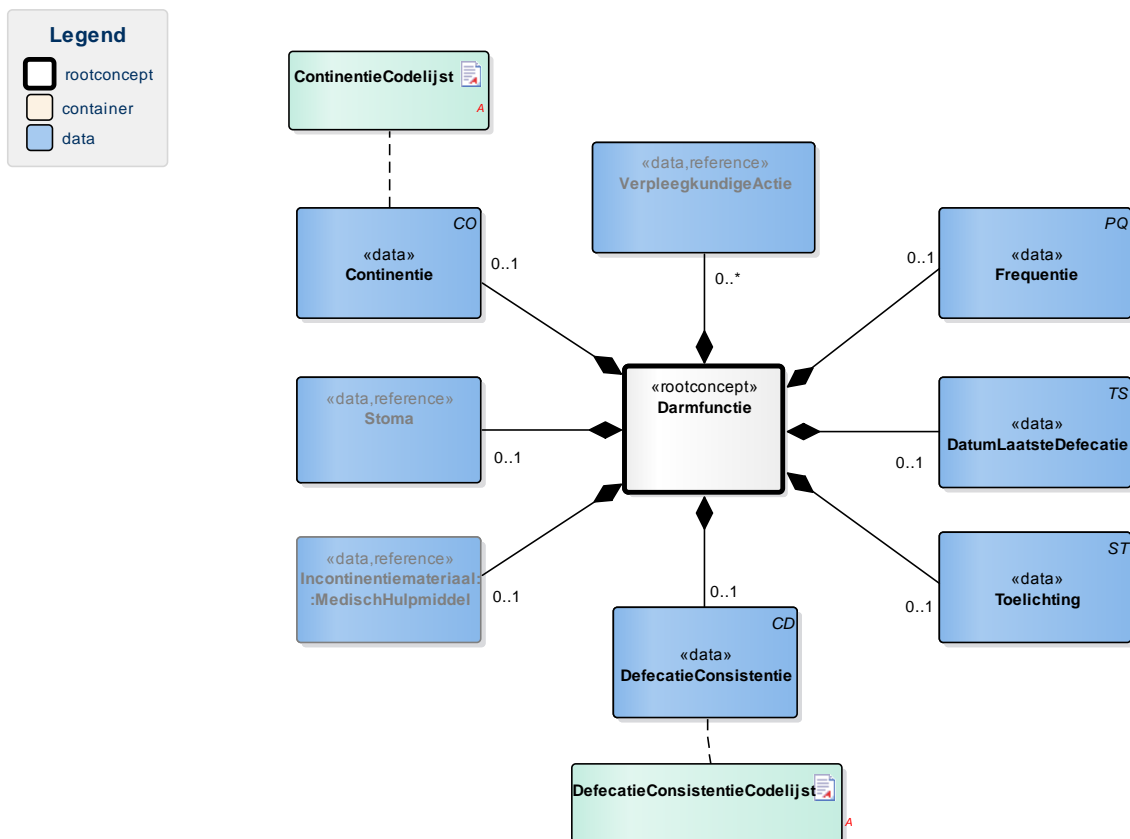 Legend
rootconcept
container
data
ContinentieCodelijst
A
«data,reference»
VerpleegkundigeActie
0..*
CO
«data»
Continentie
0..1
PQ
«data»
Frequentie
0..1
«data,reference»
Stoma
0..1
«rootconcept»
Darmfunctie
TS
«data»
DatumLaatsteDefecatie
0..1
«data,reference»
Incontinentiemateriaal:
:MedischHulpmiddel
0..1
ST
«data»
Toelichting
0..1
0..1
CD
«data»
DefecatieConsistentie
DefecatieConsistentieCodelijst
A